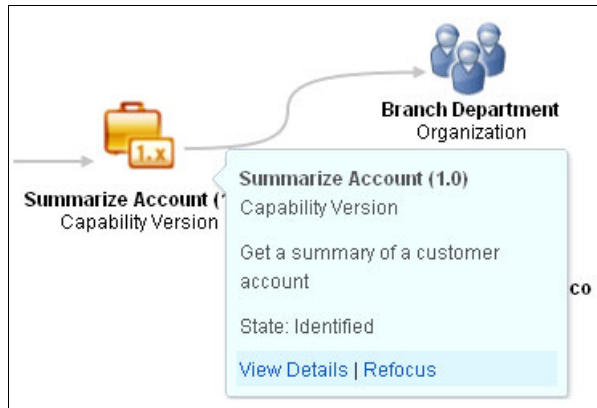 Branch Department
Organization
1.x
Summarize Account (
Capability Version
Summarize Account (1.0)
Capability Version
Get a summary of a customer
account
State: Identified
View Details | Refocus
co